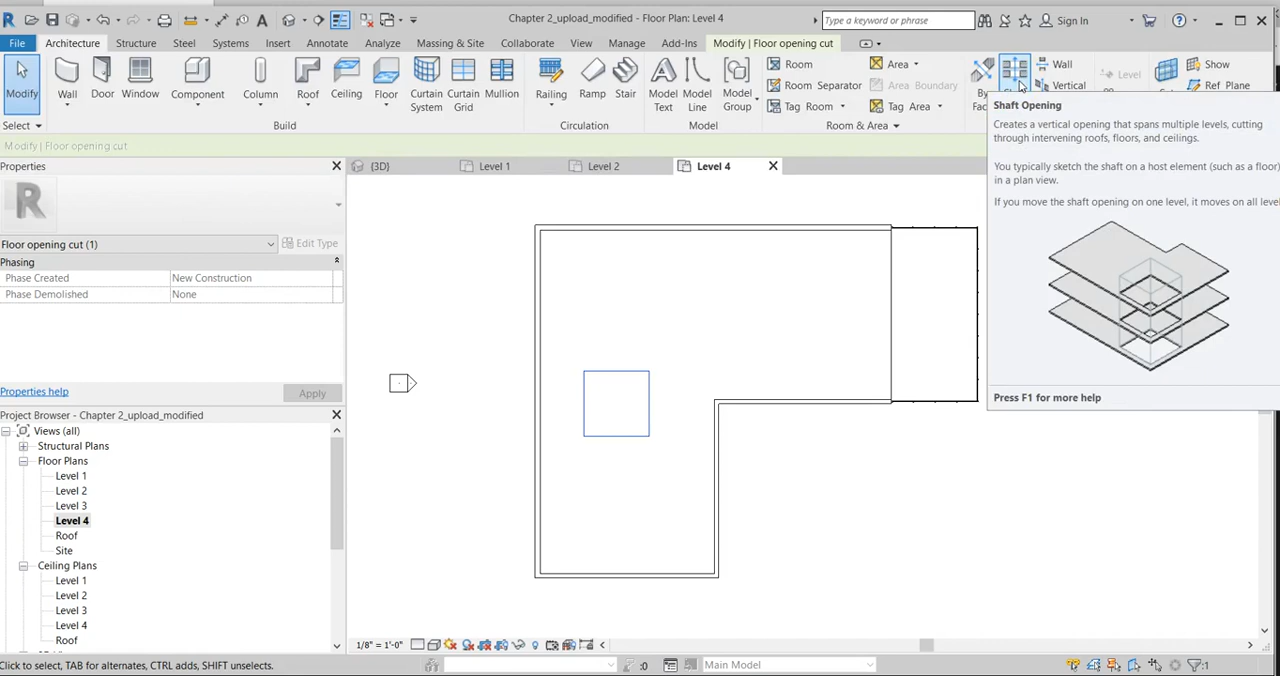 Chapter 2_upload_modified - Floor Plan: Level 4
Type a keyword or phrase
Sign In
File Architecture Structure Steel Systems Insert Annotate Analyze Massing & Site Collaborate View Manage Add-Ins Modify | Floor opening cut
Modify Wall Door Window Component Column Roof Ceiling Floor Curtain System Curtain Grid Mullion Railing Ramp Stair Model Text Model Line Model Group
Room Area Wall Level Show
Room Separator Area Boundary Vertical Ref Plane
Tag Room Tag Area By
Select Build Circulation Model Room & Area
Shaft Opening
Creates a vertical opening that spans multiple levels, cutting
through intervening roofs, floors, and ceilings.
You typically sketch the shaft on a host element (such as a floor)
in a plan view.
If you move the shaft opening on one level, it moves on all
Press F1 for more help
Modify | Floor opening cut
Properties
{3D} Level 1 Level 2 Level 4
R
Floor opening cut (1) Edit Type
Phasing
Phase Created New Construction
Phase Demolished None
Properties help Apply
Project Browser - Chapter 2_upload_modified
Views (all)
Structural Plans
Floor Plans
Level 1
Level 2
Level 3
Level 4
Roof
Site
Ceiling Plans
Level 1
Level 2
Level 3
Level 4
Roof
1/8" = 1'-0"
Click to select, TAB for alternates, CTRL adds, SHIFT unselects. :0 Main Model :1